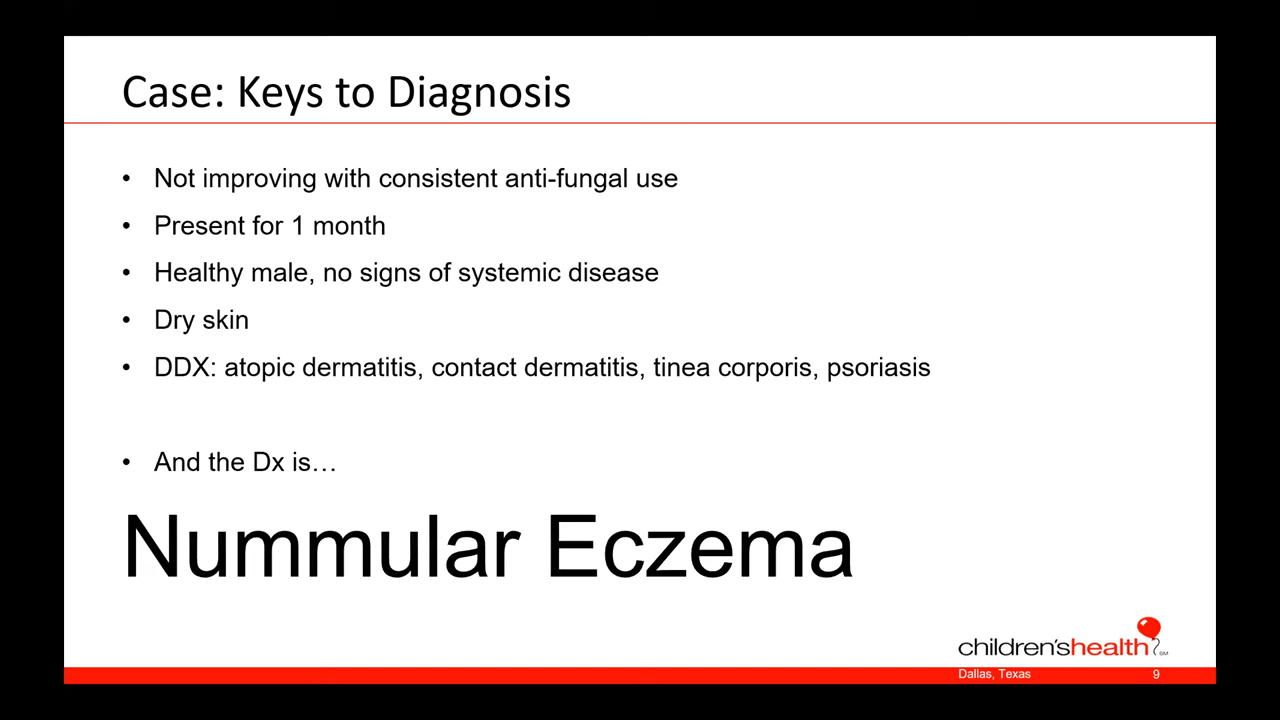 Case: Keys to Diagnosis
• Not improving with consistent anti-fungal use
• Present for 1 month
• Healthy male, no signs of systemic disease
• Dry skin
• DDX: atopic dermatitis, contact dermatitis, tinea corporis, psoriasis
• And the Dx is…
Nummular Eczema
children'shealth℠
Dallas, Texas 9